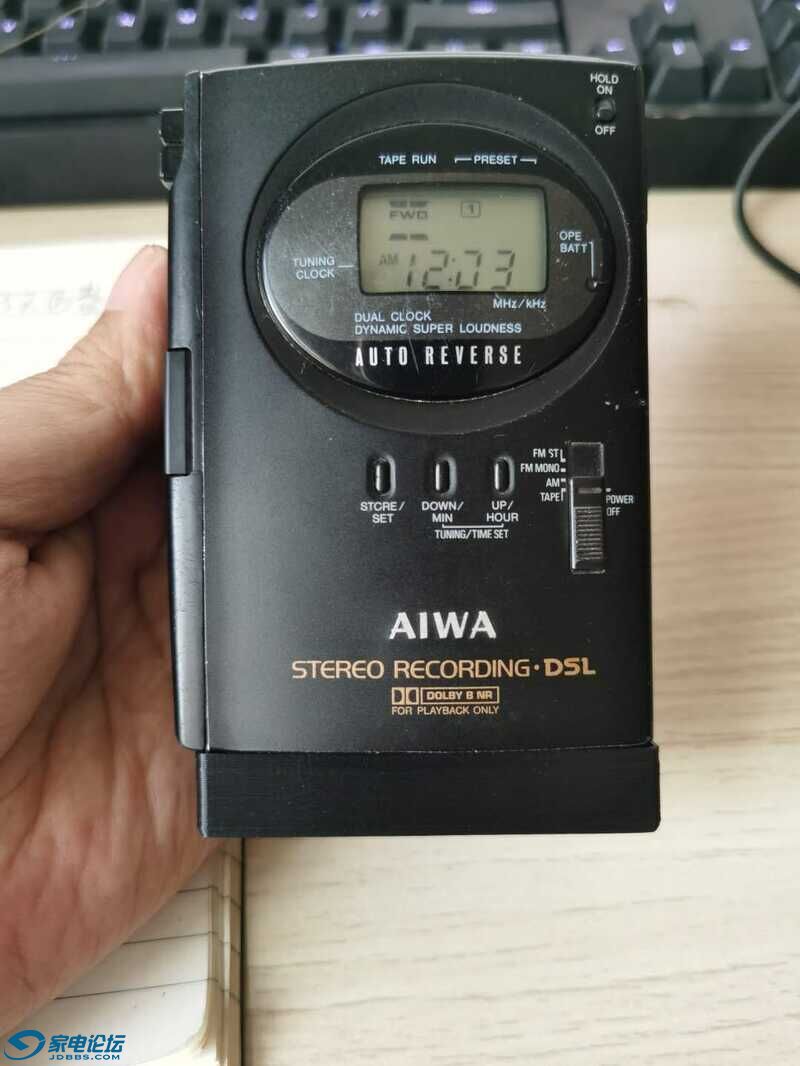 HOLD
ON
OFF
TAPE RUN PRESET
FWD 1
OPE
BATT
AM 12:03
TUNING
CLOCK
MHz/kHz
DUAL CLOCK
DYNAMIC SUPER LOUDNESS
AUTO REVERSE
FM ST
FM MONO
AM
TAPE
POWER
OFF
STORE/
SET
DOWN/
MIN
UP/
HOUR
TUNING/TIME SET
AIWA
STEREO RECORDING·DSL
DOLBY B NR
FOR PLAYBACK ONLY
家电论坛
JDBBS.COM